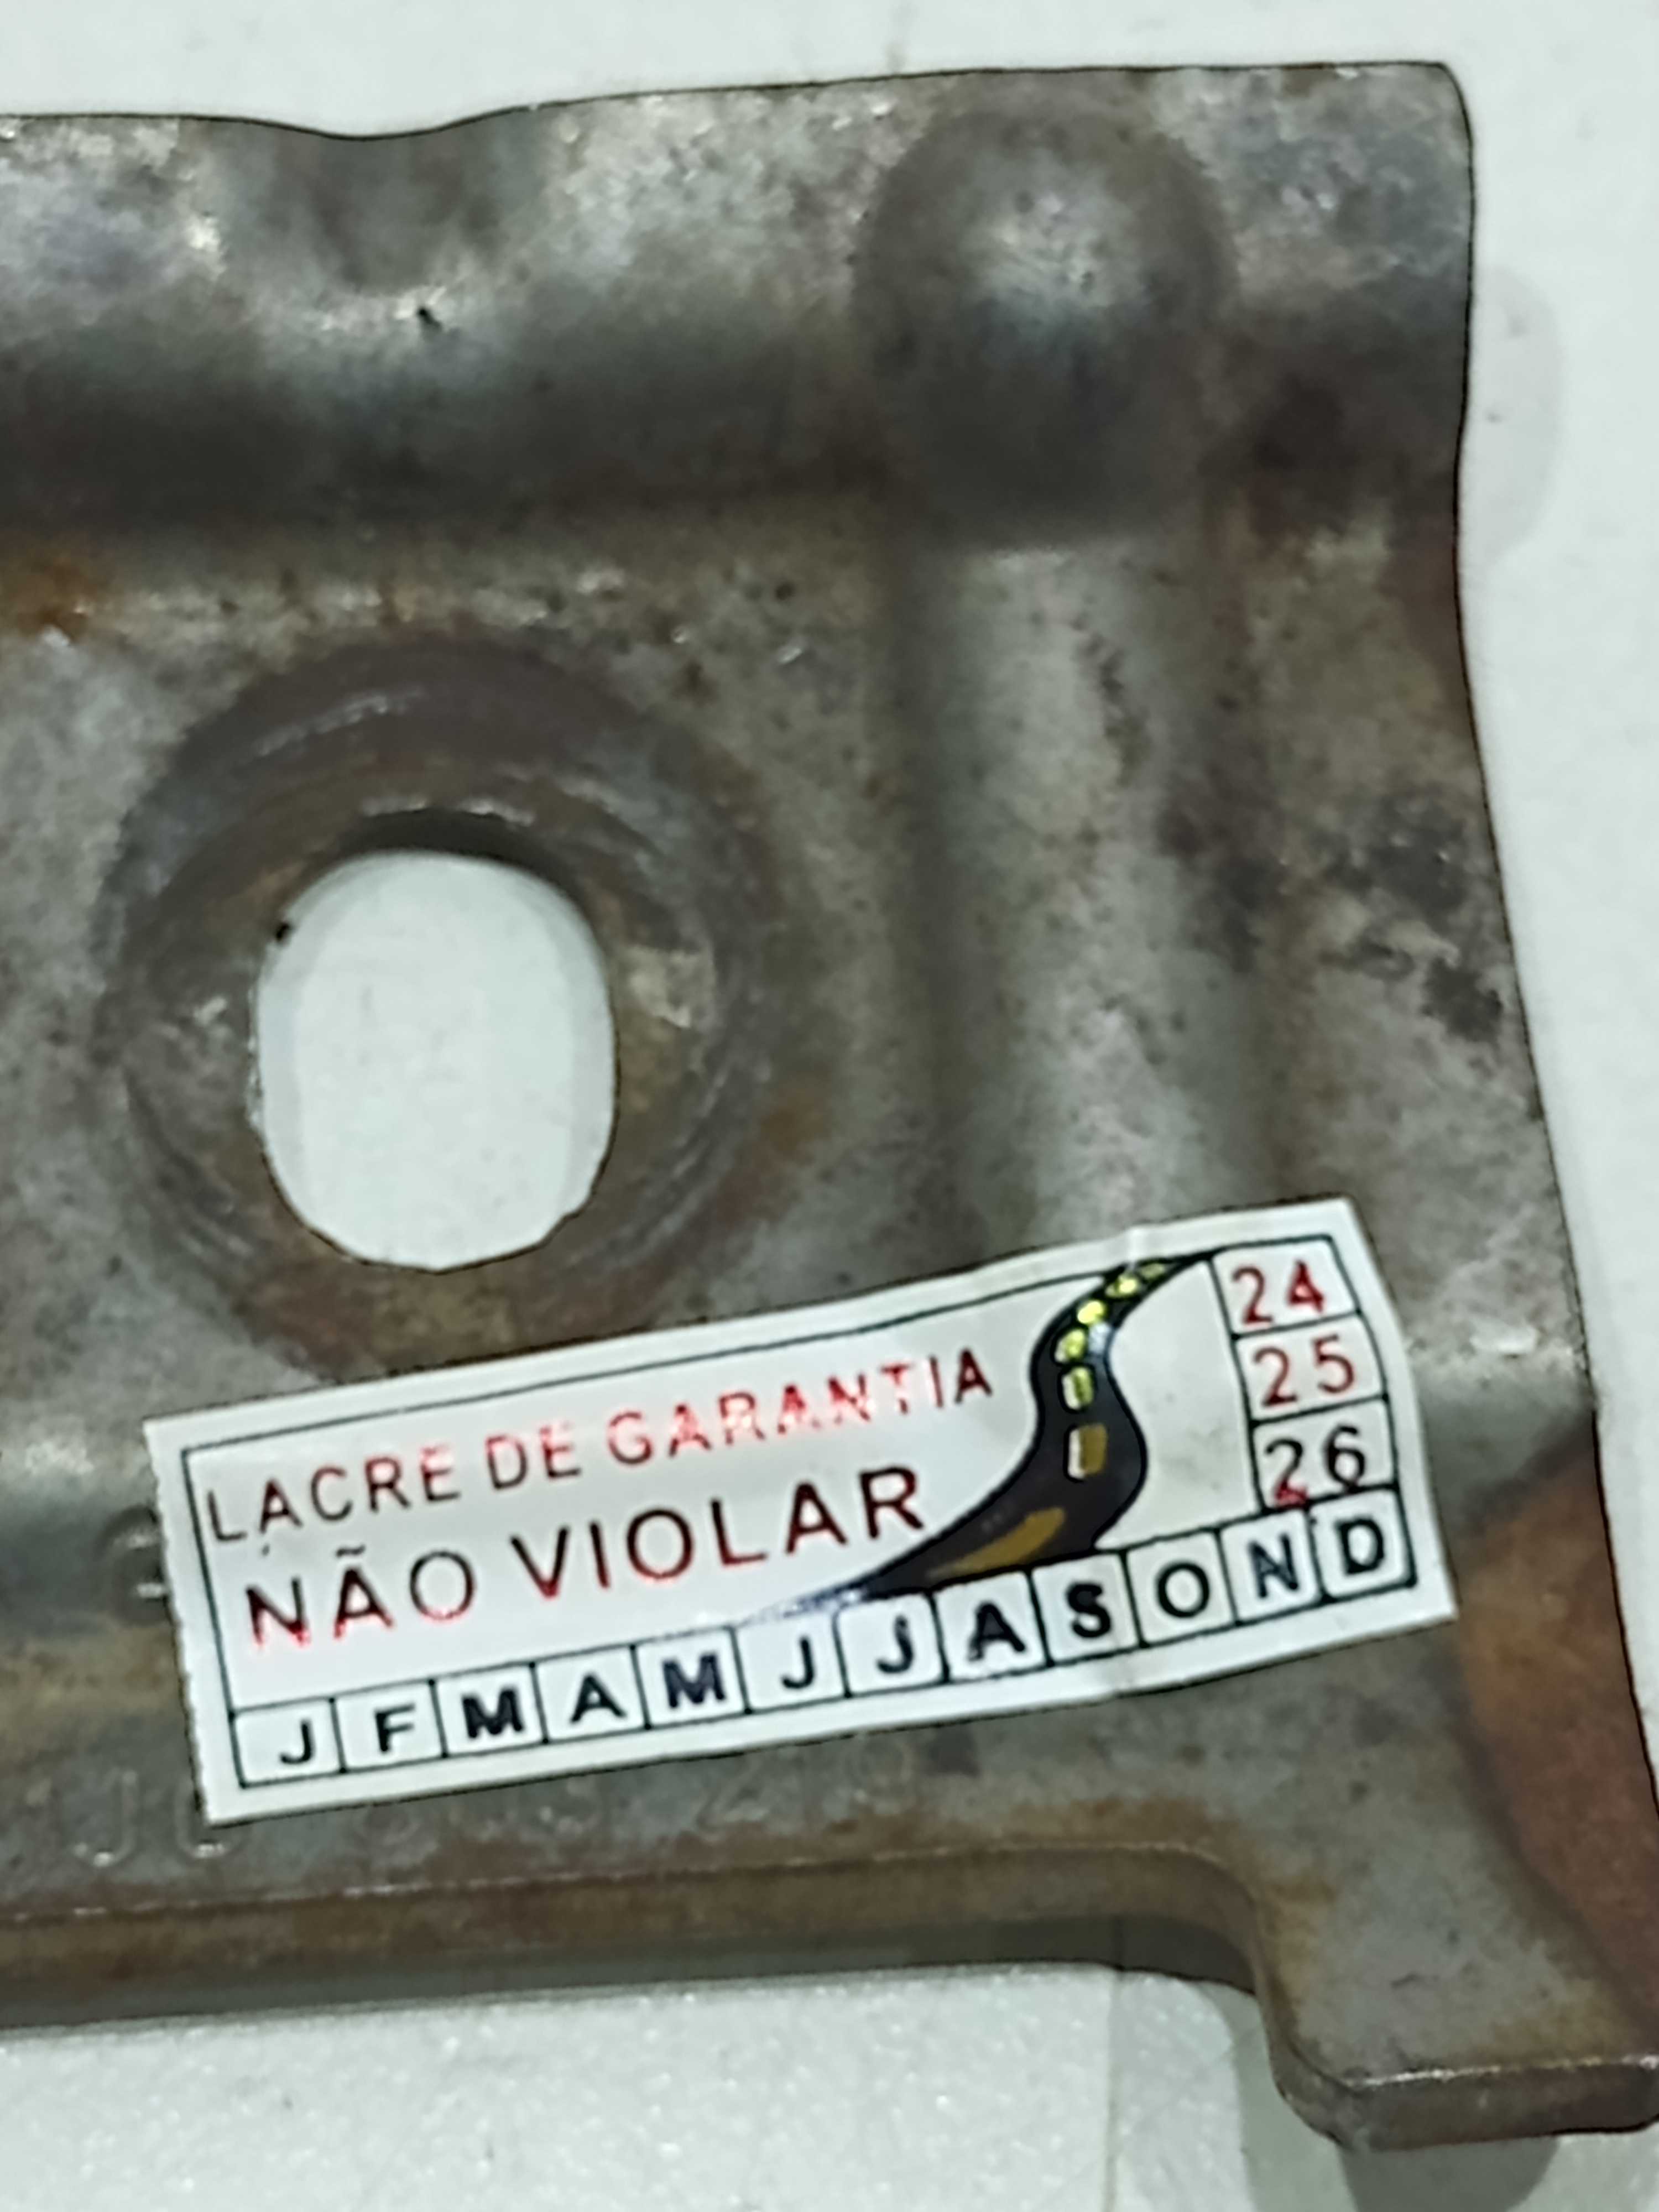 LACRE DE GARANTIA
NÃO VIOLAR
24
25
26
J F M A M J J A S O N D